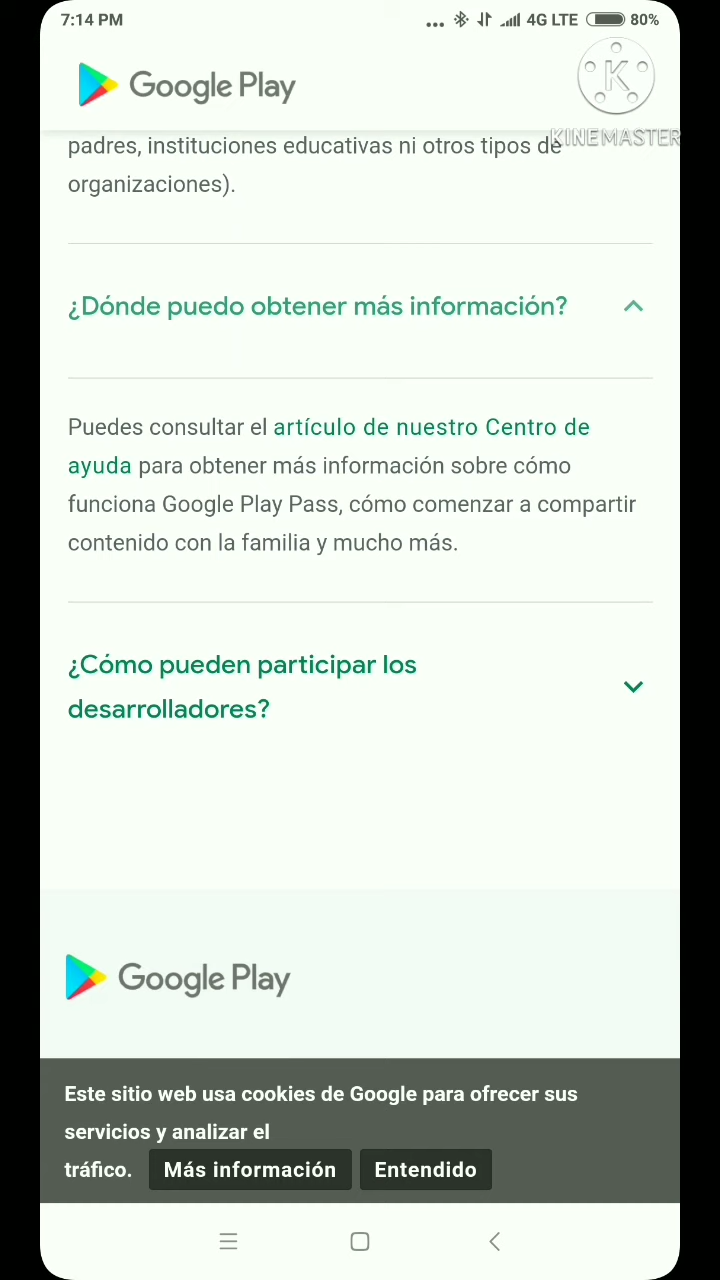 7:14 PM
4G LTE
80%
Google Play
K
KINEMASTER
padres, instituciones educativas ni otros tipos de
organizaciones).
¿Dónde puedo obtener más información?
Puedes consultar el artículo de nuestro Centro de
ayuda para obtener más información sobre cómo
funciona Google Play Pass, cómo comenzar a compartir
contenido con la familia y mucho más.
¿Cómo pueden participar los
desarrolladores?
Google Play
Este sitio web usa cookies de Google para ofrecer sus
servicios y analizar el
tráfico. Más información Entendido